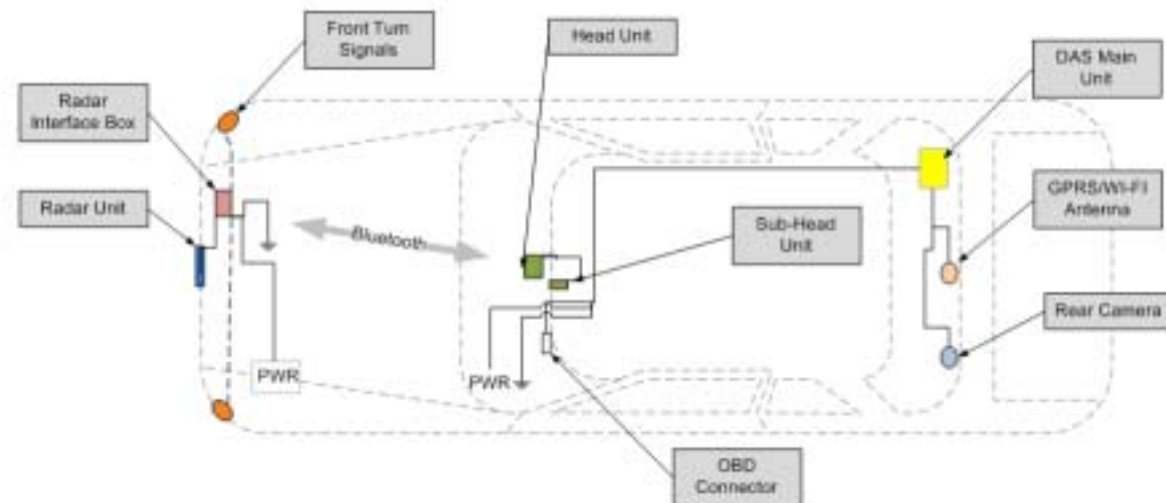 Front Turn
Signals
Head Unit
DAS Main
Unit
Radar
Interface Box
Radar Unit
GPRS/WI-FI
Antenna
Sub-Head
Unit
Bluetooth
Rear Camera
PWR
PWR
OBD
Connector